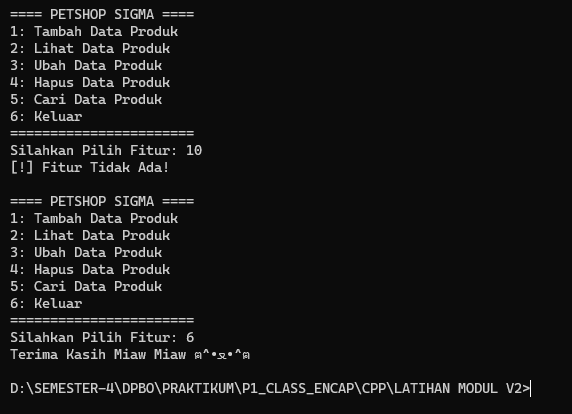 ==== PETSHOP SIGMA ====
1: Tambah Data Produk
2: Lihat Data Produk
3: Ubah Data Produk
4: Hapus Data Produk
5: Cari Data Produk
6: Keluar
=======================
Silahkan Pilih Fitur: 10
[!] Fitur Tidak Ada!

==== PETSHOP SIGMA ====
1: Tambah Data Produk
2: Lihat Data Produk
3: Ubah Data Produk
4: Hapus Data Produk
5: Cari Data Produk
6: Keluar
=======================
Silahkan Pilih Fitur: 6
Terima Kasih Miaw Miaw ฅ^•ﻌ•^ฅ

D:\SEMESTER-4\DPBO\PRAKTIKUM\P1_CLASS_ENCAP\CPP\LATIHAN MODUL V2>